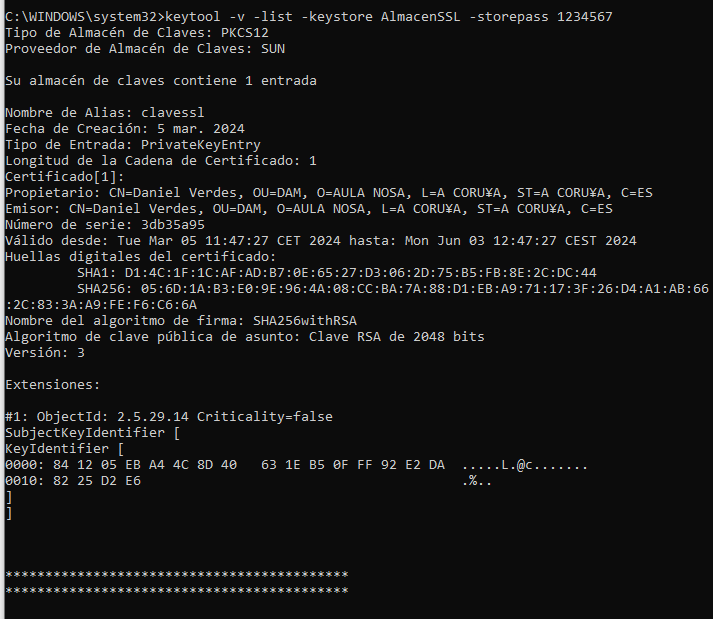 C:\WINDOWS\system32>keytool -v -list -keystore AlmacenSSL -storepass 1234567
Tipo de Almacén de Claves: PKCS12
Proveedor de Almacén de Claves: SUN
Su almacén de claves contiene 1 entrada
Nombre de Alias: clavessl
Fecha de Creación: 5 mar. 2024
Tipo de Entrada: PrivateKeyEntry
Longitud de la Cadena de Certificado: 1
Certificado[1]:
Propietario: CN=Daniel Verdes, OU=DAM, O=AULA NOSA, L=A CORU¥A, ST=A CORU¥A, C=ES
Emisor: CN=Daniel Verdes, OU=DAM, O=AULA NOSA, L=A CORU¥A, ST=A CORU¥A, C=ES
Número de serie: 3db35a95
Válido desde: Tue Mar 05 11:47:27 CET 2024 hasta: Mon Jun 03 12:47:27 CEST 2024
Huellas digitales del certificado:
SHA1: D1:4C:1F:1C:AF:AD:B7:0E:65:27:D3:06:2D:75:B5:FB:8E:2C:DC:44
SHA256: 05:6D:1A:B3:E0:9E:96:4A:08:CC:BA:7A:88:D1:EB:A9:71:17:3F:26:D4:A1:AB:66
:2C:83:3A:A9:FE:F6:C6:6A
Nombre del algoritmo de firma: SHA256withRSA
Algoritmo de clave pública de asunto: Clave RSA de 2048 bits
Versión: 3
Extensiones:
#1: ObjectId: 2.5.29.14 Criticality=false
SubjectKeyIdentifier [
KeyIdentifier [
0000: 84 12 05 EB A4 4C 8D 40   63 1E B5 0F FF 92 E2 DA  .....L.@c.......
0010: 82 25 D2 E6                                        .%..
]
]
*******************************************
*******************************************